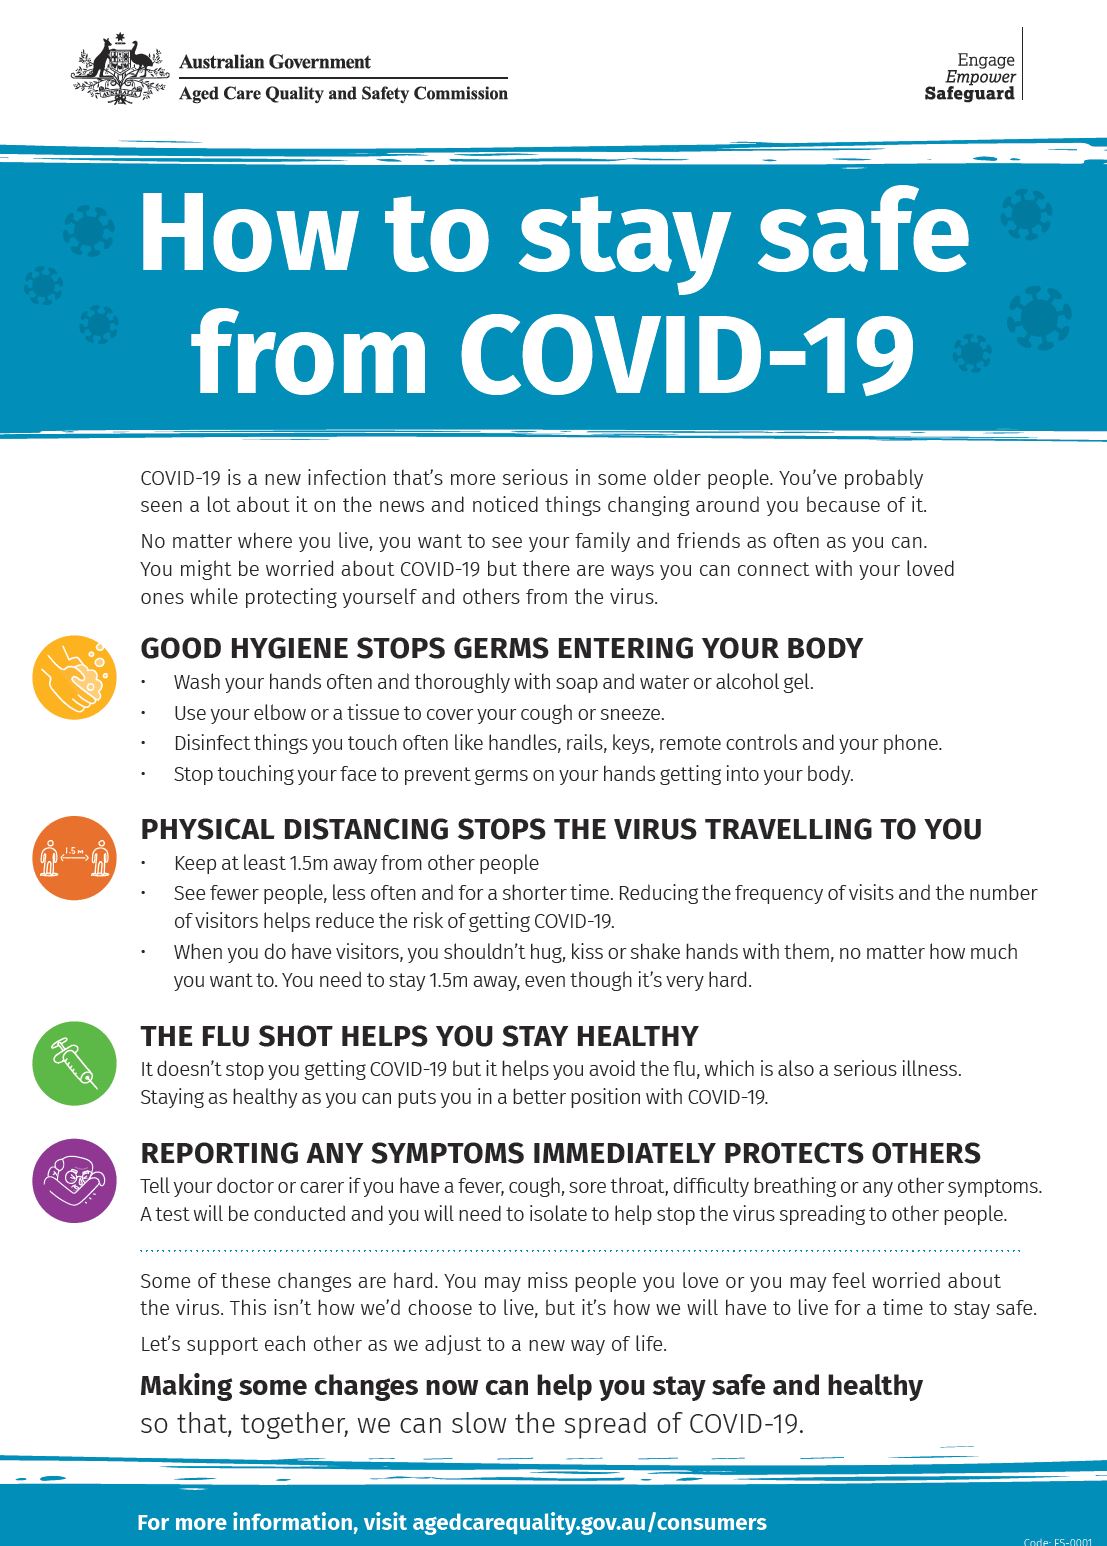 Australian Government
Aged Care Quality and Safety Commission
Engage
Empower
Safeguard
How to stay safe
from COVID-19
COVID-19 is a new infection that's more serious in some older people. You've probably
seen a lot about it on the news and noticed things changing around you because of it.
No matter where you live, you want to see your family and friends as often as you can.
You might be worried about COVID-19 but there are ways you can connect with your loved
ones while protecting yourself and others from the virus.
GOOD HYGIENE STOPS GERMS ENTERING YOUR BODY
• Wash your hands often and thoroughly with soap and water or alcohol gel.
• Use your elbow or a tissue to cover your cough or sneeze.
• Disinfect things you touch often like handles, rails, keys, remote controls and your phone.
• Stop touching your face to prevent germs on your hands getting into your body.
PHYSICAL DISTANCING STOPS THE VIRUS TRAVELLING TO YOU
1.5 M
• Keep at least 1.5m away from other people
• See fewer people, less often and for a shorter time. Reducing the frequency of visits and the number
of visitors helps reduce the risk of getting COVID-19.
• When you do have visitors, you shouldn't hug, kiss or shake hands with them, no matter how much
you want to. You need to stay 1.5m away, even though it's very hard.
THE FLU SHOT HELPS YOU STAY HEALTHY
It doesn't stop you getting COVID-19 but it helps you avoid the flu, which is also a serious illness.
Staying as healthy as you can puts you in a better position with COVID-19.
REPORTING ANY SYMPTOMS IMMEDIATELY PROTECTS OTHERS
Tell your doctor or carer if you have a fever, cough, sore throat, difficulty breathing or any other symptoms.
A test will be conducted and you will need to isolate to help stop the virus spreading to other people.
Some of these changes are hard. You may miss people you love or you may feel worried about
the virus. This isn't how we'd choose to live, but it's how we will have to live for a time to stay safe.
Let's support each other as we adjust to a new way of life.
Making some changes now can help you stay safe and healthy
so that, together, we can slow the spread of COVID-19.
For more information, visit agedcarequality.gov.au/consumers
Code: FS-0001